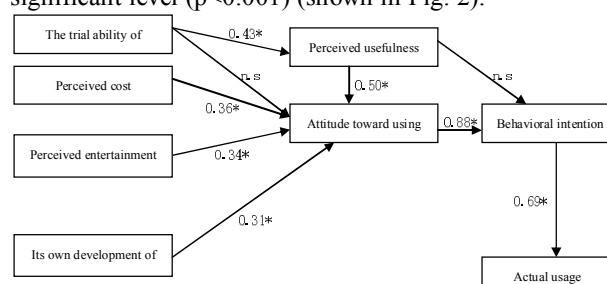 significant level (p<0.001) (shown in Fig. 2).
The trial ability of
0.43*
Perceived usefulness
n.s
n.s
Perceived cost
0.50*
0.36*
Attitude toward using
0.88*
Behavioral intention
Perceived entertainment
0.34*
0.31*
0.69*
Its own development of
Actual usage